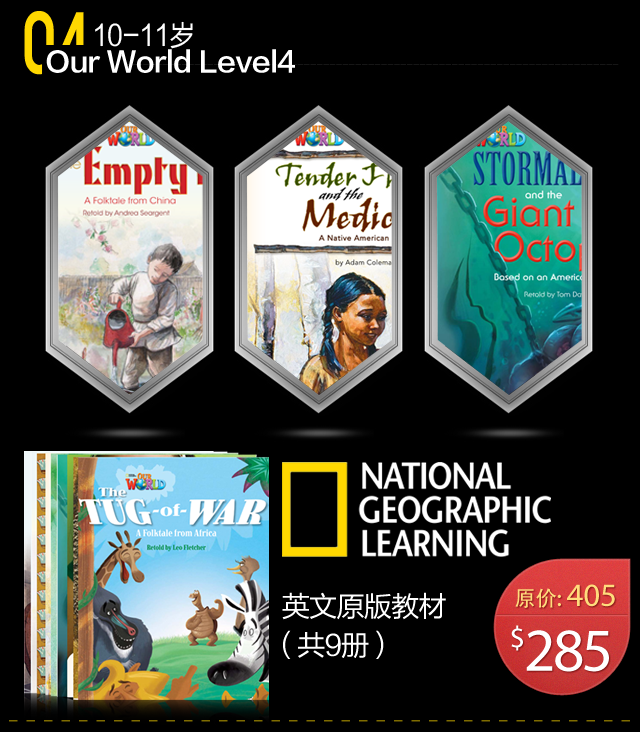 04
10-11岁
Our World Level4
OUR WORLD
Empty
A Folktale from China
Retold by Andrea Seargent
OUR WORLD
Tender
and the
Medic
A Native American
by Adam Colema
OUR WORLD
STORMAL
and the
Giant
Octop
Based on an America
Retold by Tom Da
OUR WORLD
The
TUG-of-WAR
A Folktale from Africa
Retold by Leo Fletcher
NATIONAL
GEOGRAPHIC
LEARNING
英文原版教材
（共9册）
原价: 405
$285